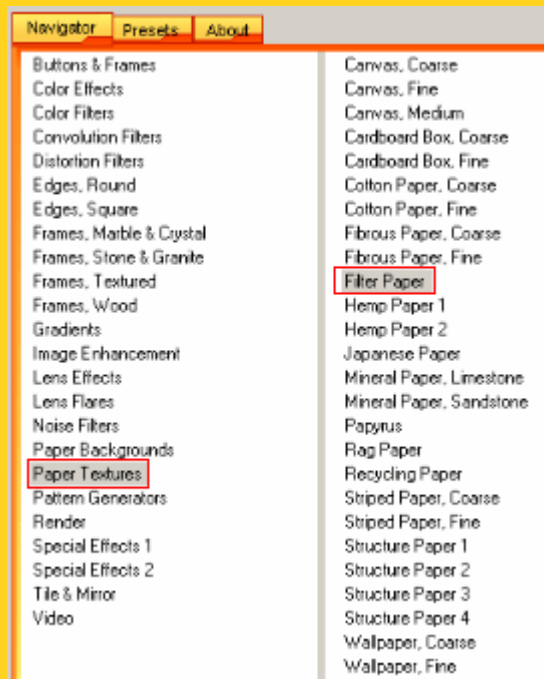 Navigator
Presets
About
Buttons & Frames
Color Effects
Color Filters
Convolution Filters
Distortion Filters
Edges, Round
Edges, Square
Frames, Marble & Crystal
Frames, Stone & Granite
Frames, Textured
Frames, Wood
Gradients
Image Enhancement
Lens Effects
Lens Flares
Noise Filters
Paper Backgrounds
Paper Textures
Pattern Generators
Render
Special Effects 1
Special Effects 2
Tile & Mirror
Video
Canvas, Coarse
Canvas, Fine
Canvas, Medium
Cardboard Box, Coarse
Cardboard Box, Fine
Cotton Paper, Coarse
Cotton Paper, Fine
Fibrous Paper, Coarse
Fibrous Paper, Fine
Filter Paper
Hemp Paper 1
Hemp Paper 2
Japanese Paper
Mineral Paper, Limestone
Mineral Paper, Sandstone
Papyrus
Rag Paper
Recycling Paper
Striped Paper, Coarse
Striped Paper, Fine
Structure Paper 1
Structure Paper 2
Structure Paper 3
Structure Paper 4
Wallpaper, Coarse
Wallpaper, Fine